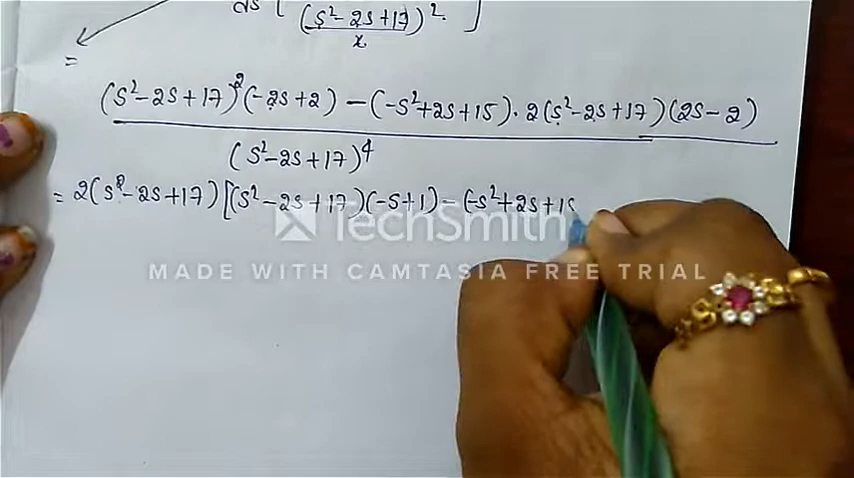 ds [ (s² - 2s + 17)². ]
x
=
(s² - 2s + 17)² (-2s + 2) - (-s² + 2s + 15) . 2(s² - 2s + 17) (2s - 2)
(s² - 2s + 17)⁴
= 2(s² - 2s + 17) [(s² - 2s + 17)(-s + 1) - (-s² + 2s + 15
TechSmith
MADE WITH CAMTASIA FREE TRIAL